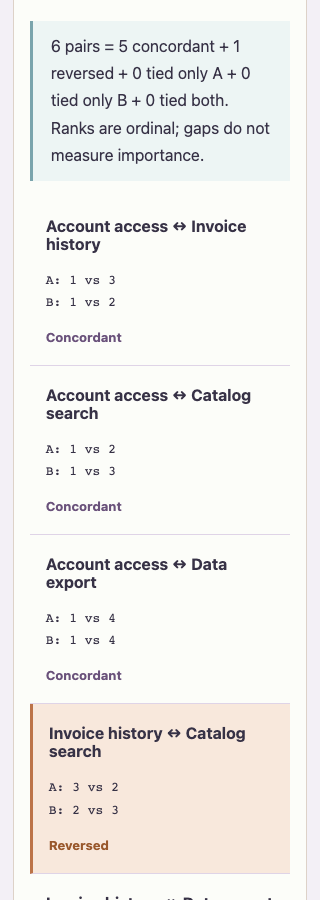 6 pairs = 5 concordant + 1
reversed + 0 tied only A + 0
tied only B + 0 tied both.
Ranks are ordinal; gaps do not
measure importance.
Account access ↔ Invoice
history
A: 1 vs 3
B: 1 vs 2
Concordant
Account access ↔ Catalog
search
A: 1 vs 2
B: 1 vs 3
Concordant
Account access ↔ Data
export
A: 1 vs 4
B: 1 vs 4
Concordant
Invoice history ↔ Catalog
search
A: 3 vs 2
B: 2 vs 3
Reversed